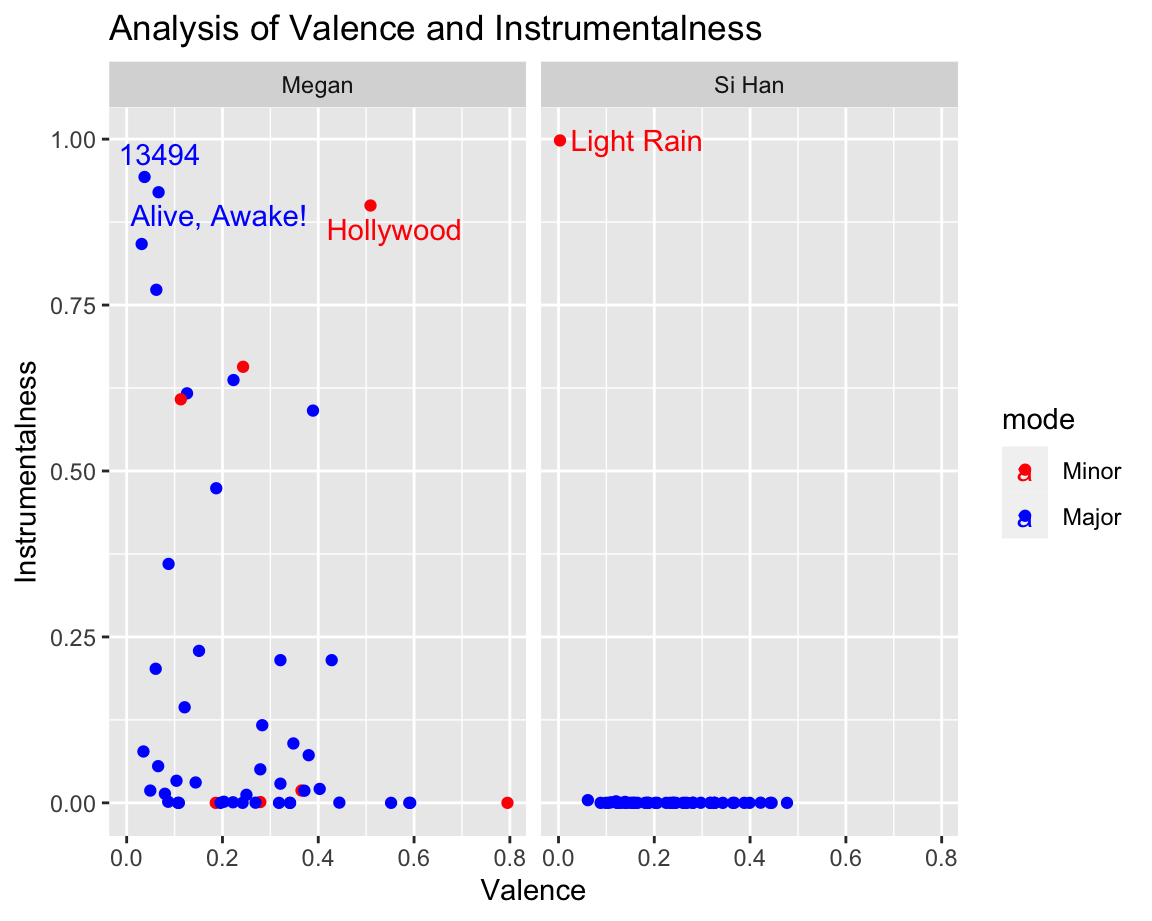 Analysis of Valence and Instrumentalness
Megan
Si Han
1.00
0.75
0.50
0.25
0.00
Instrumentalness
13494
Alive, Awake!
Hollywood
Light Rain
0.0 0.2 0.4 0.6 0.8
0.0 0.2 0.4 0.6 0.8
Valence
mode
a Minor
a Major